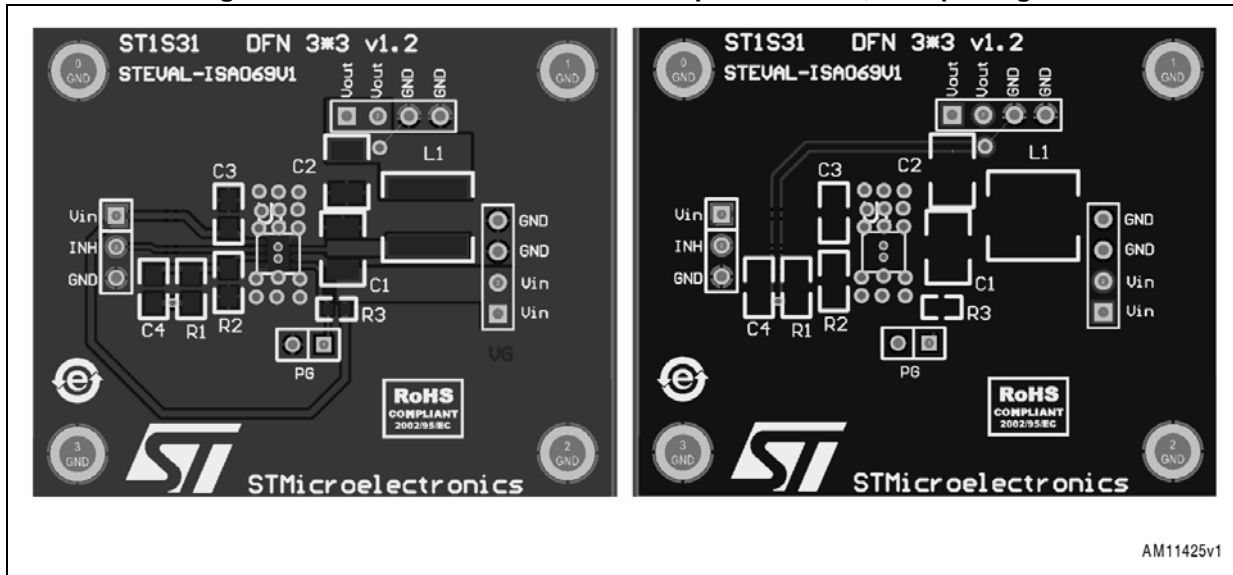 ST1S31 DFN 3*3 v1.2
STEVAL-ISA069V1
0
GND
1
GND
Vout
Vout
GND
GND
C2
L1
C3
Vin
INH
GND
GND
GND
Vin
Vin
C1
R3
C4
R1
R2
PG
VG
e
RoHS
COMPLIANT
2002/95/EC
3
GND
2
GND
ST
STMicroelectronics
ST1S31 DFN 3*3 v1.2
STEVAL-ISA069V1
0
GND
1
GND
Vout
Vout
GND
GND
C2
L1
C3
Vin
INH
GND
GND
GND
Vin
Vin
C1
R3
C4
R1
R2
PG
e
RoHS
COMPLIANT
2002/95/EC
3
GND
2
GND
ST
STMicroelectronics
AM11425v1